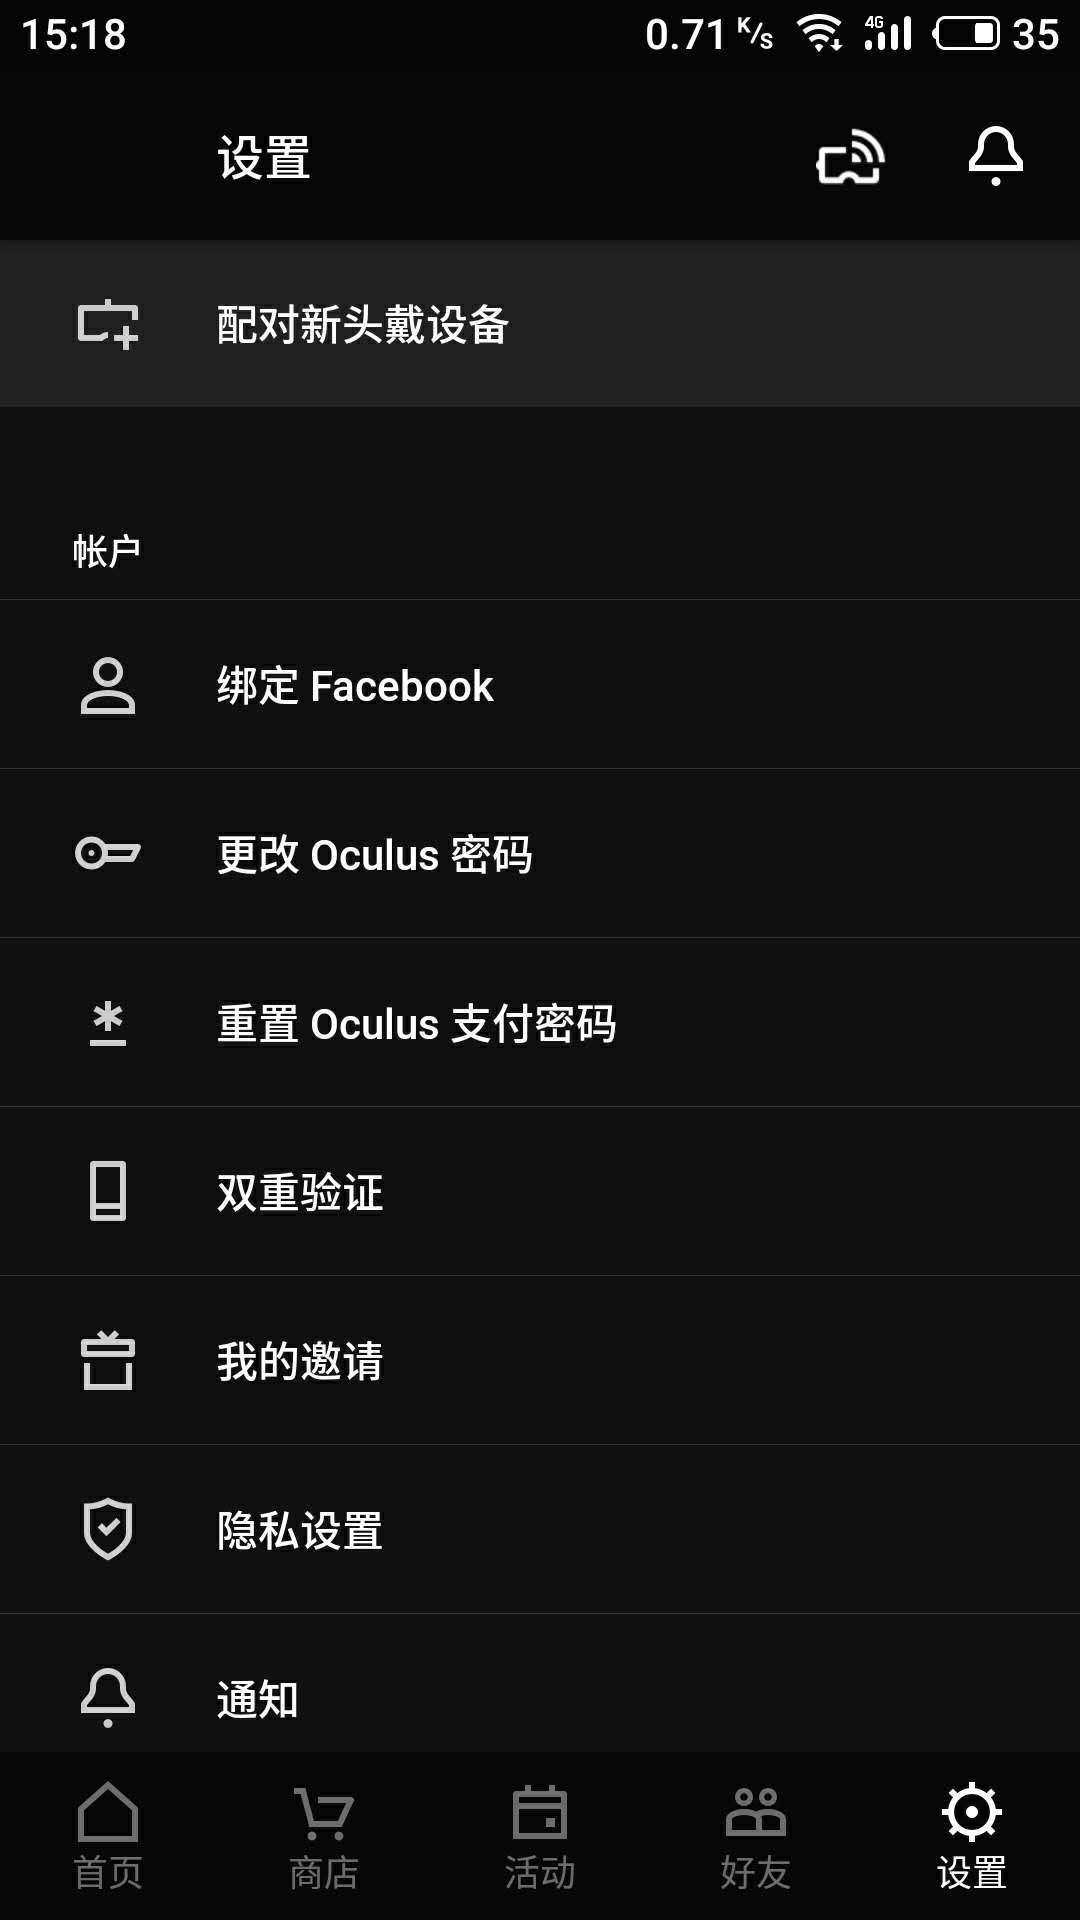 15:18 0.71 K/S 4G 35
设置
配对新头戴设备
帐户
绑定 Facebook
更改 Oculus 密码
重置 Oculus 支付密码
双重验证
我的邀请
隐私设置
通知
首页 商店 活动 好友 设置